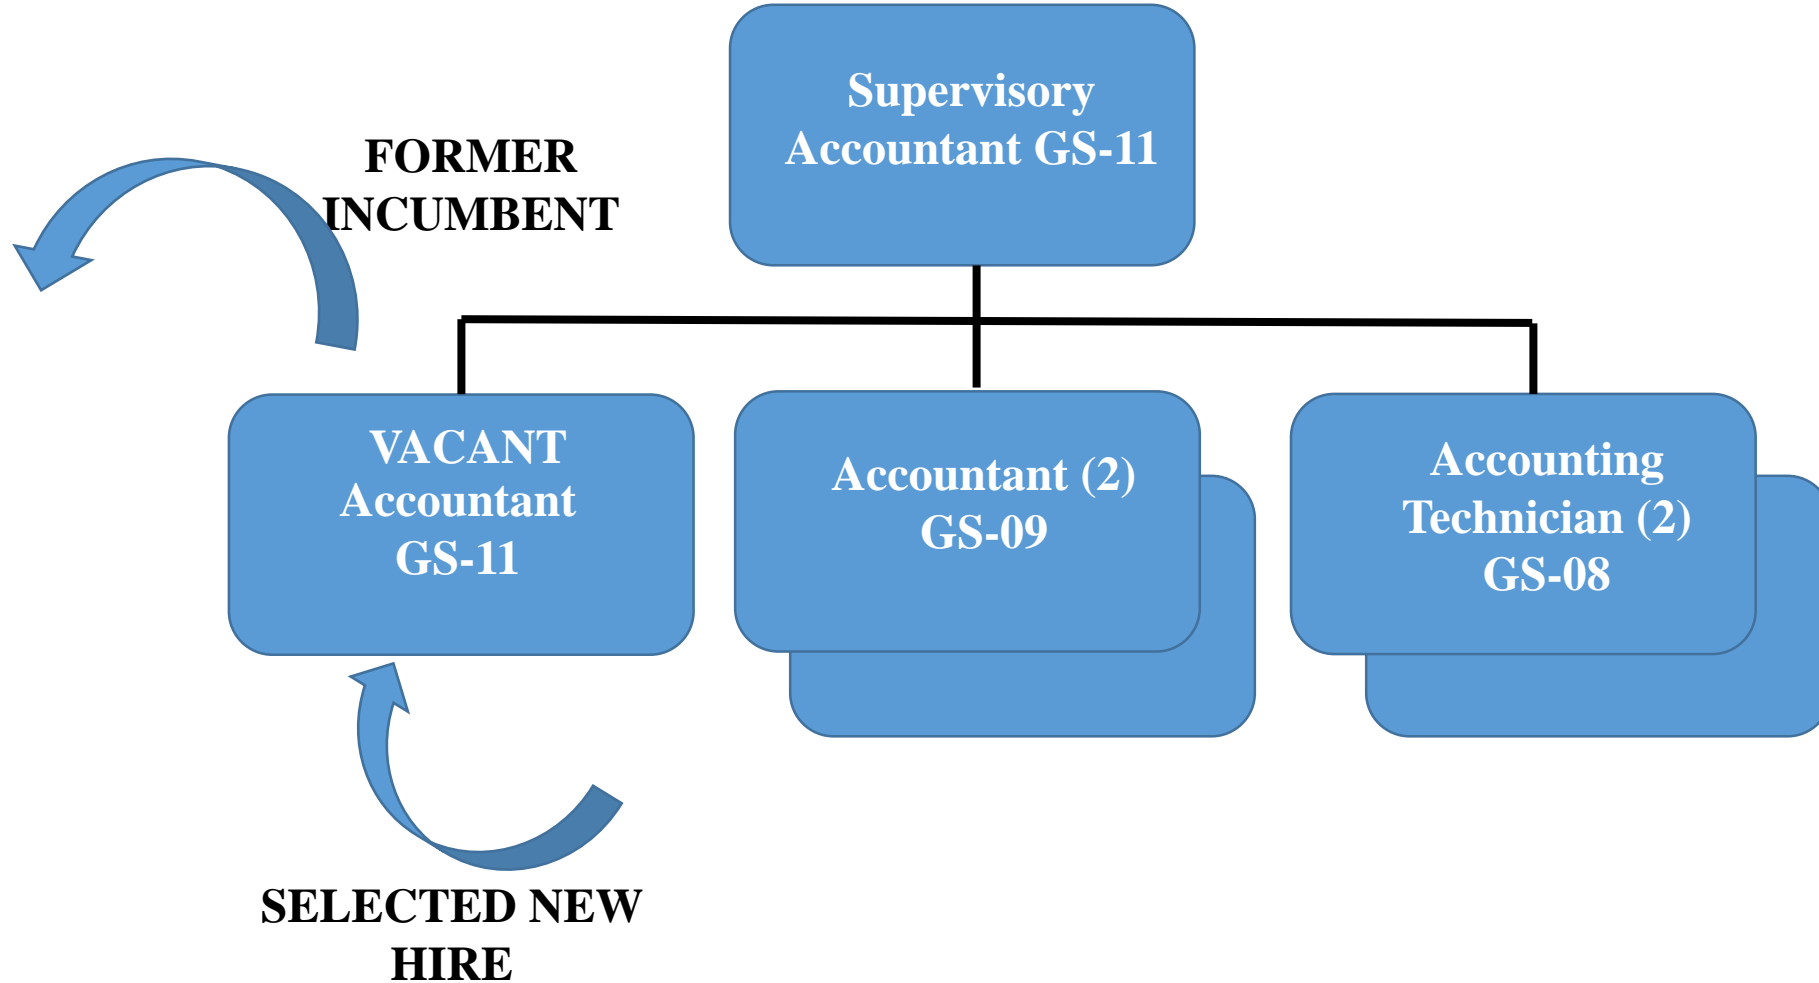 Supervisory
Accountant GS-11
FORMER
INCUMBENT
VACANT
Accountant
GS-11
Accountant (2)
GS-09
Accounting
Technician (2)
GS-08
SELECTED NEW
HIRE